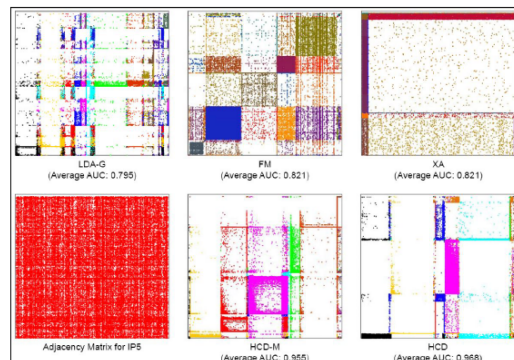 LDA-G
(Average AUC: 0.795)
FM
(Average AUC: 0.821)
XA
(Average AUC: 0.821)
Adjacency Matrix for IP5
HCD-M
(Average AUC: 0.955)
HCD
(Average AUC: 0.968)